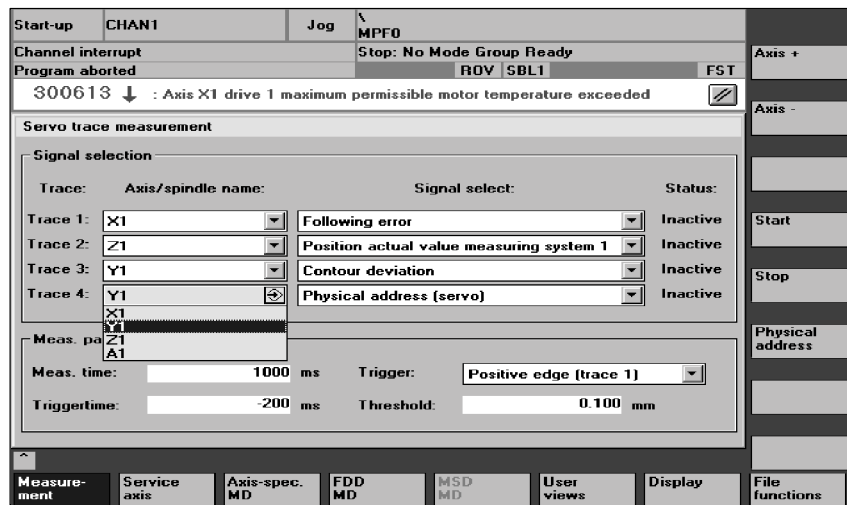 Start-up CHAN1 Jog \
MPF0
Channel interrupt Stop: No Mode Group Ready
Program aborted ROV SBL1 FST
300613 ↓ : Axis X1 drive 1 maximum permissible motor temperature exceeded
Servo trace measurement
Signal selection
Trace: Axis/spindle name: Signal select: Status:
Trace 1: X1 Following error Inactive
Trace 2: Z1 Position actual value measuring system 1 Inactive
Trace 3: Y1 Contour deviation Inactive
Trace 4: Y1 Physical address (servo) Inactive
X1
Y1
Z1
A1
Meas. pa
Meas. time: 1000 ms Trigger: Positive edge (trace 1)
Triggertime: -200 ms Threshold: 0.100 mm
Axis +
Axis -
Start
Stop
Physical
address
^
Measure-
ment
Service
axis
Axis-spec.
MD
FDD
MD
MSD
MD
User
views
Display
File
functions